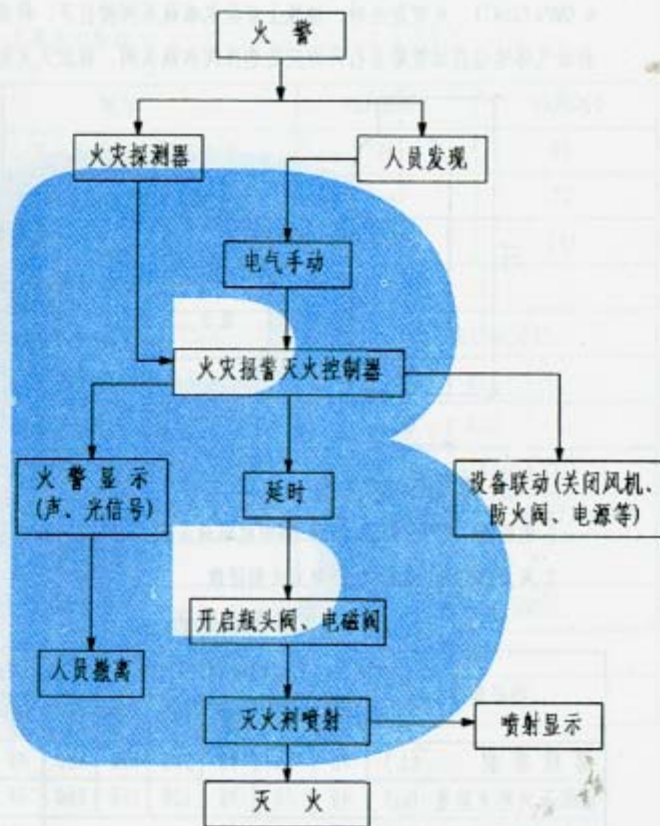 火警
火灾探测器
人员发现
电气手动
火灾报警灭火控制器
火警显示
(声、光信号)
延时
设备联动(关闭风机、
防火阀、电源等)
开启瓶头阀、电磁阀
人员撤离
灭火剂喷射
喷射显示
灭火